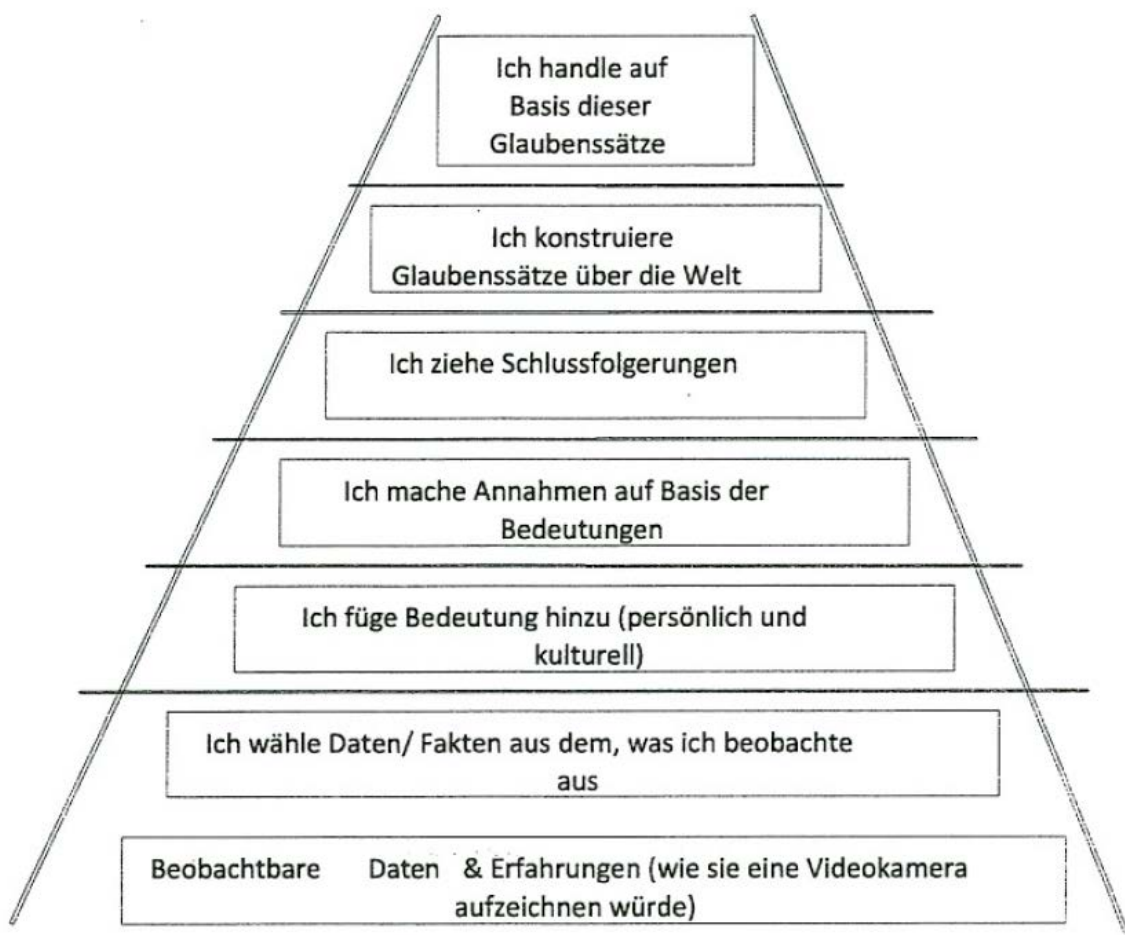 Ich handle auf
Basis dieser
Glaubenssätze
Ich konstruiere
Glaubenssätze über die Welt
Ich ziehe Schlussfolgerungen
Ich mache Annahmen auf Basis der
Bedeutungen
Ich füge Bedeutung hinzu (persönlich und
kulturell)
Ich wähle Daten/ Fakten aus dem, was ich beobachte
aus
Beobachtbare Daten & Erfahrungen (wie sie eine Videokamera
aufzeichnen würde)